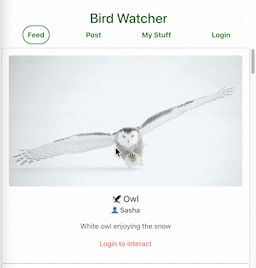 Bird Watcher
Feed Post My Stuff Login
Owl
Sasha
White owl enjoying the snow
Login to interact